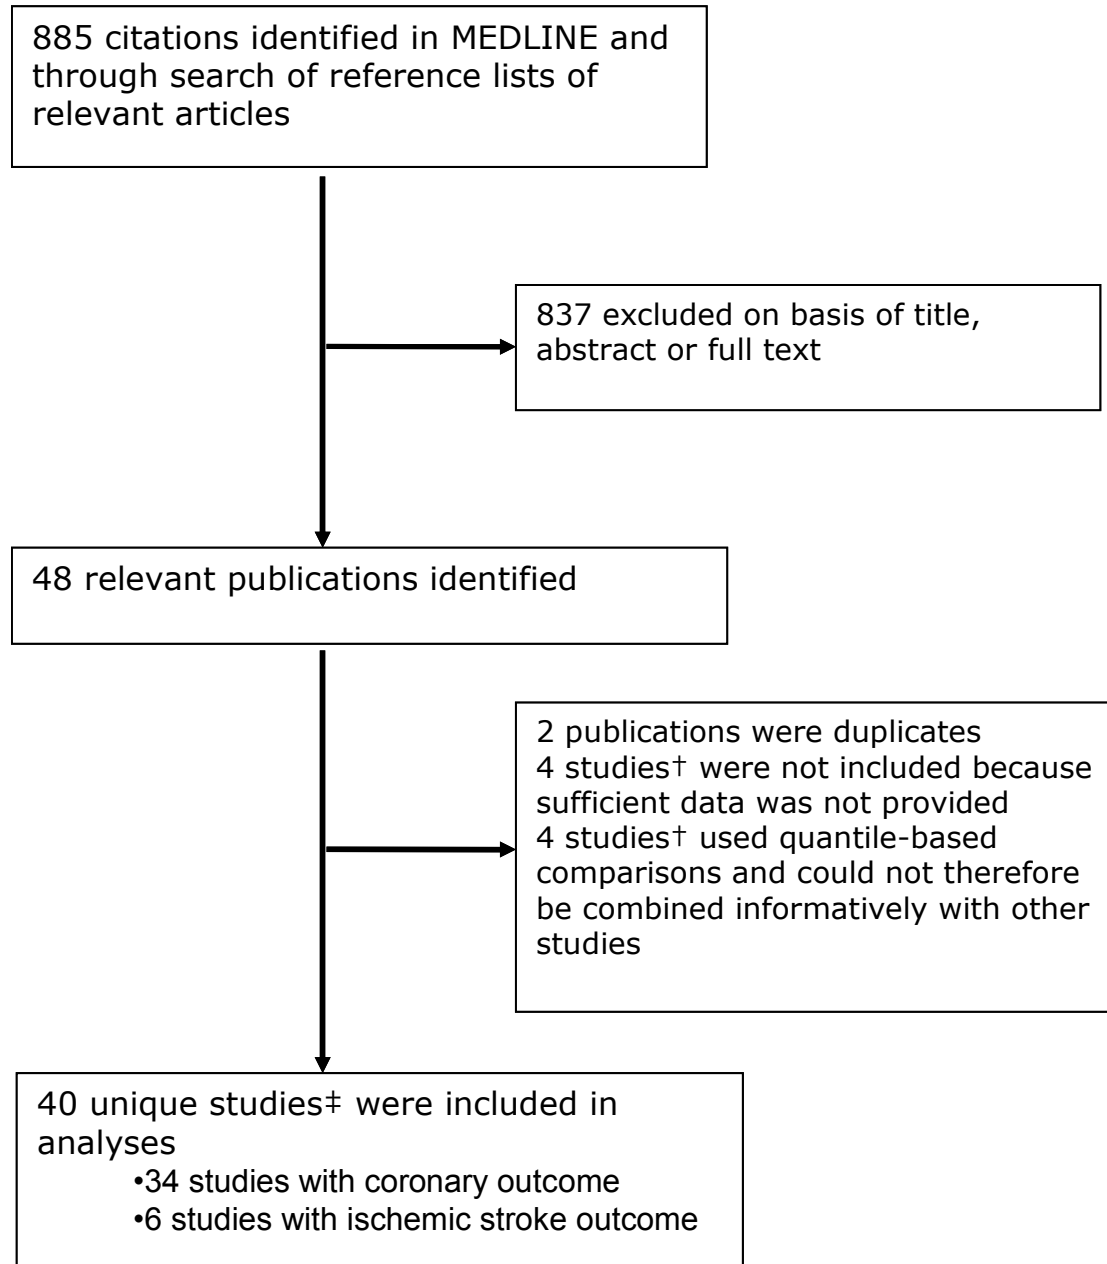 885 citations identified in MEDLINE and
through search of reference lists of
relevant articles
837 excluded on basis of title,
abstract or full text
48 relevant publications identified
2 publications were duplicates
4 studies† were not included because
sufficient data was not provided
4 studies† used quantile-based
comparisons and could not therefore
be combined informatively with other
studies
40 unique studies‡ were included in
analyses
•34 studies with coronary outcome
•6 studies with ischemic stroke outcome